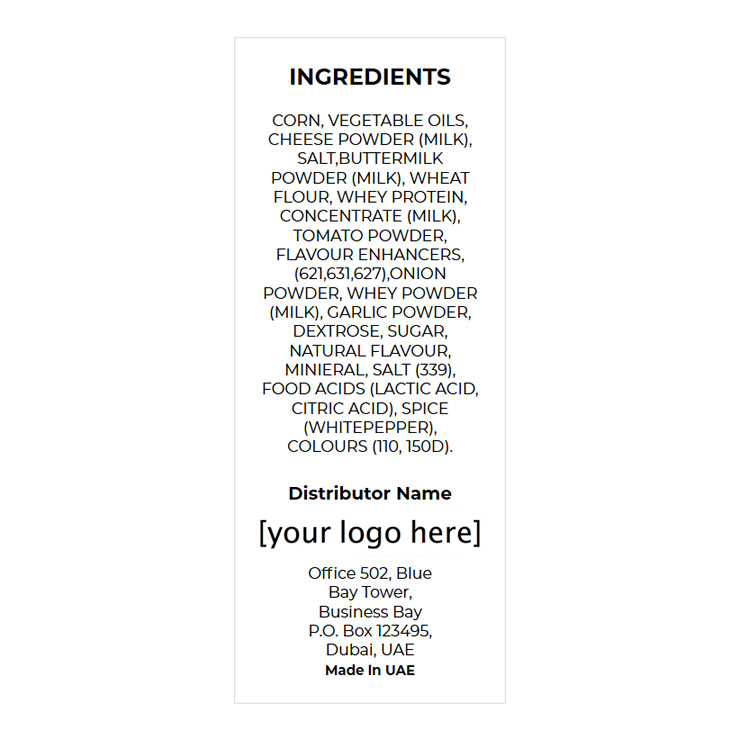 INGREDIENTS
CORN, VEGETABLE OILS,
CHEESE POWDER (MILK),
SALT,BUTTERMILK
POWDER (MILK), WHEAT
FLOUR, WHEY PROTEIN,
CONCENTRATE (MILK),
TOMATO POWDER,
FLAVOUR ENHANCERS,
(621,631,627),ONION
POWDER, WHEY POWDER
(MILK), GARLIC POWDER,
DEXTROSE, SUGAR,
NATURAL FLAVOUR,
MINIERAL, SALT (339),
FOOD ACIDS (LACTIC ACID,
CITRIC ACID), SPICE
(WHITEPEPPER),
COLOURS (110, 150D).
Distributor Name
[your logo here]
Office 502, Blue
Bay Tower,
Business Bay
P.O. Box 123495,
Dubai, UAE
Made In UAE